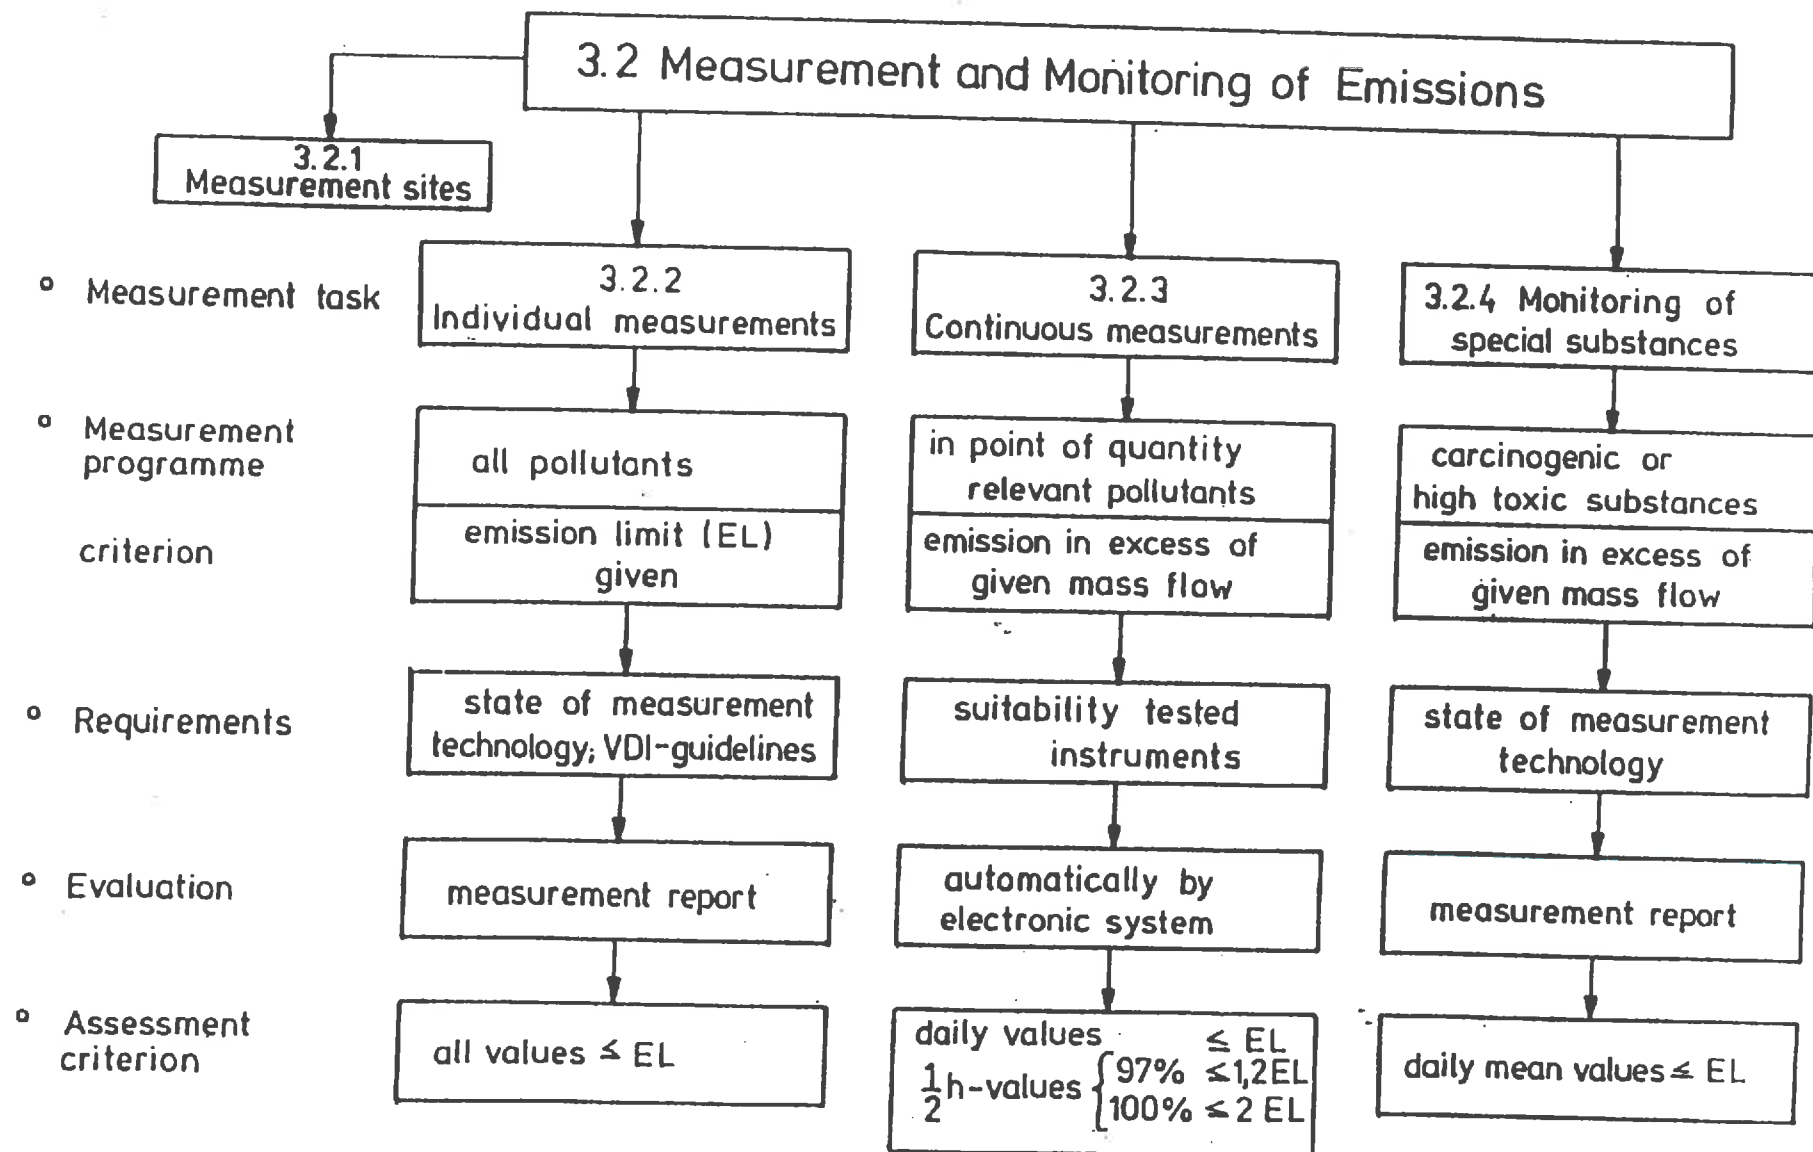 3.2 Measurement and Monitoring of Emissions
3.2.1
Measurement sites
° Measurement task
3.2.2
Individual measurements
3.2.3
Continuous measurements
3.2.4 Monitoring of
special substances
° Measurement
programme
all pollutants
in point of quantity
relevant pollutants
carcinogenic or
high toxic substances
criterion
emission limit (EL)
given
emission in excess of
given mass flow
emission in excess of
given mass flow
° Requirements
state of measurement
technology; VDI-guidelines
suitability tested
instruments
state of measurement
technology
° Evaluation
measurement report
automatically by
electronic system
measurement report
° Assessment
criterion
all values ≤ EL
daily values ≤ EL
1/2 h-values { 97% ≤ 1,2 EL
100% ≤ 2 EL
daily mean values ≤ EL